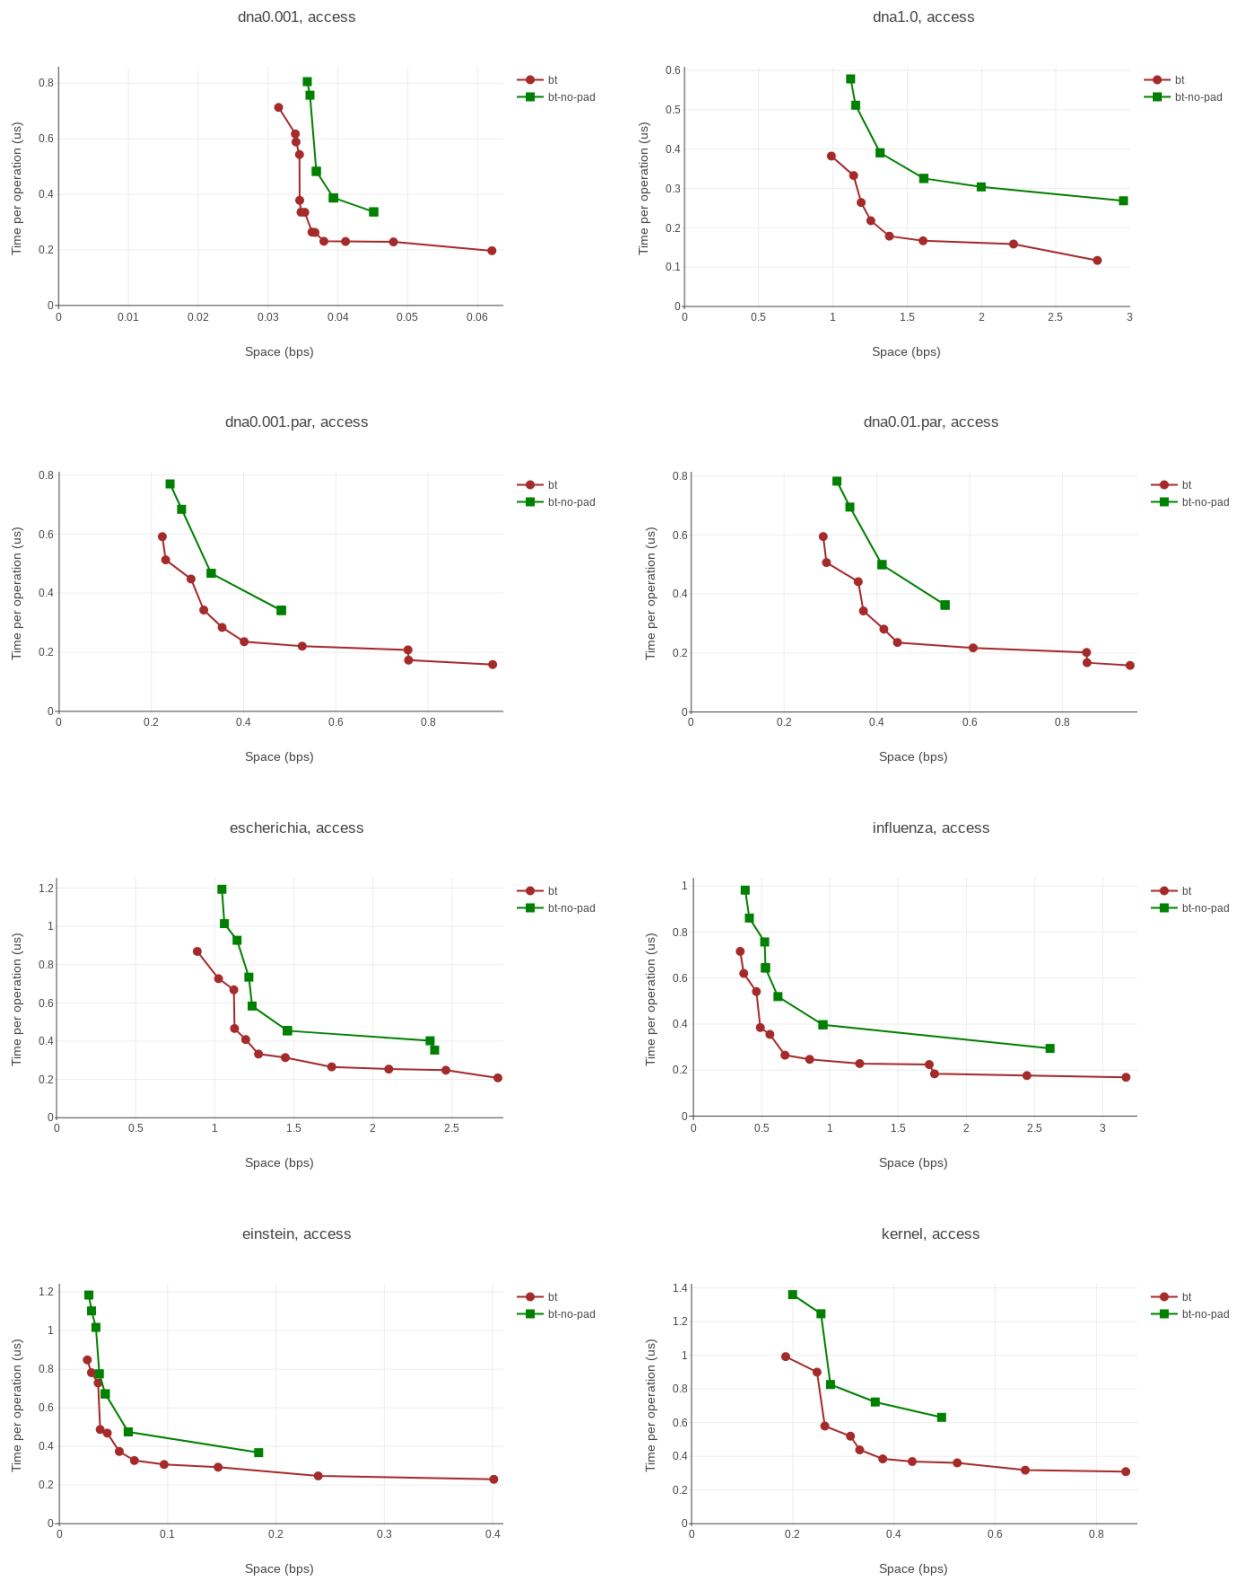 dna0.001, access
0.8
0.6
0.4
0.2
0
Time per operation (us)
0 0.01 0.02 0.03 0.04 0.05 0.06
Space (bps)
bt
bt-no-pad
dna1.0, access
0.6
0.5
0.4
0.3
0.2
0.1
0
Time per operation (us)
0 0.5 1 1.5 2 2.5 3
Space (bps)
bt
bt-no-pad
dna0.001.par, access
0.8
0.6
0.4
0.2
0
Time per operation (us)
0 0.2 0.4 0.6 0.8
Space (bps)
bt
bt-no-pad
dna0.01.par, access
0.8
0.6
0.4
0.2
0
Time per operation (us)
0 0.2 0.4 0.6 0.8
Space (bps)
bt
bt-no-pad
escherichia, access
1.2
1
0.8
0.6
0.4
0.2
0
Time per operation (us)
0 0.5 1 1.5 2 2.5
Space (bps)
bt
bt-no-pad
influenza, access
1
0.8
0.6
0.4
0.2
0
Time per operation (us)
0 0.5 1 1.5 2 2.5 3
Space (bps)
bt
bt-no-pad
einstein, access
1.2
1
0.8
0.6
0.4
0.2
0
Time per operation (us)
0 0.1 0.2 0.3 0.4
Space (bps)
bt
bt-no-pad
kernel, access
1.4
1.2
1
0.8
0.6
0.4
0.2
0
Time per operation (us)
0 0.2 0.4 0.6 0.8
Space (bps)
bt
bt-no-pad